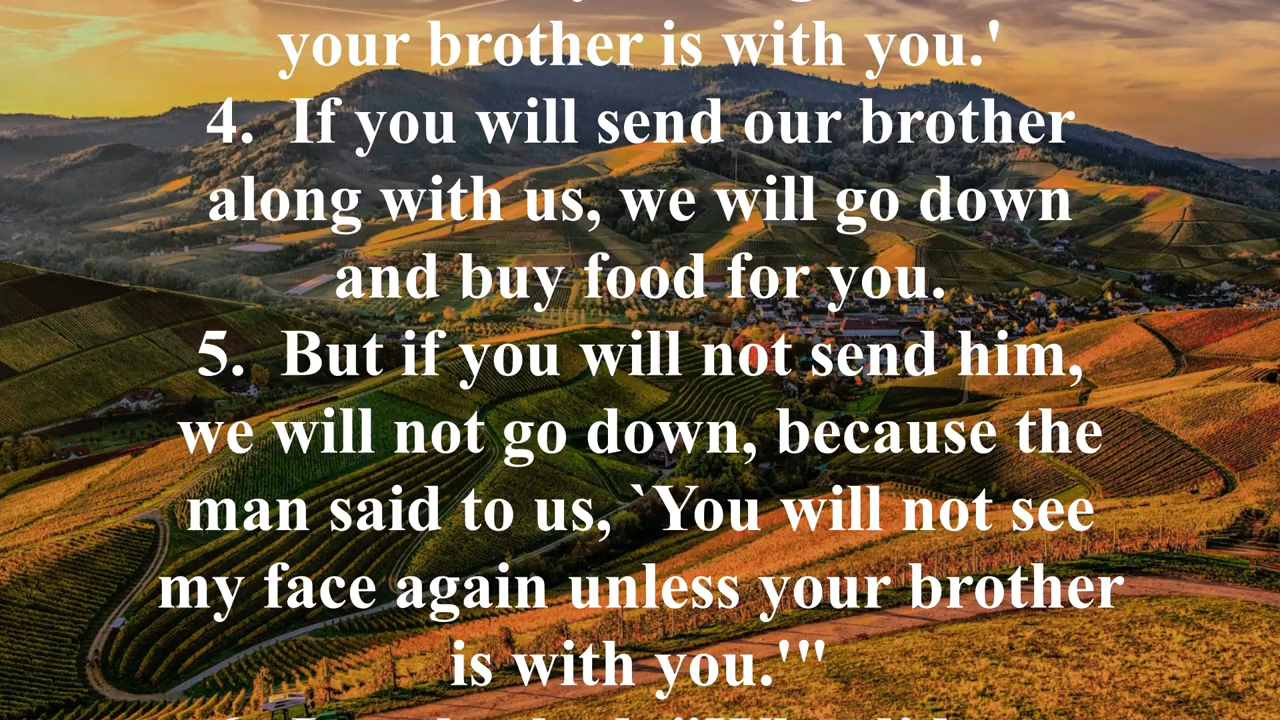 your brother is with you.'
4. If you will send our brother
along with us, we will go down
and buy food for you.
5. But if you will not send him,
we will not go down, because the
man said to us, `You will not see
my face again unless your brother
is with you.'"